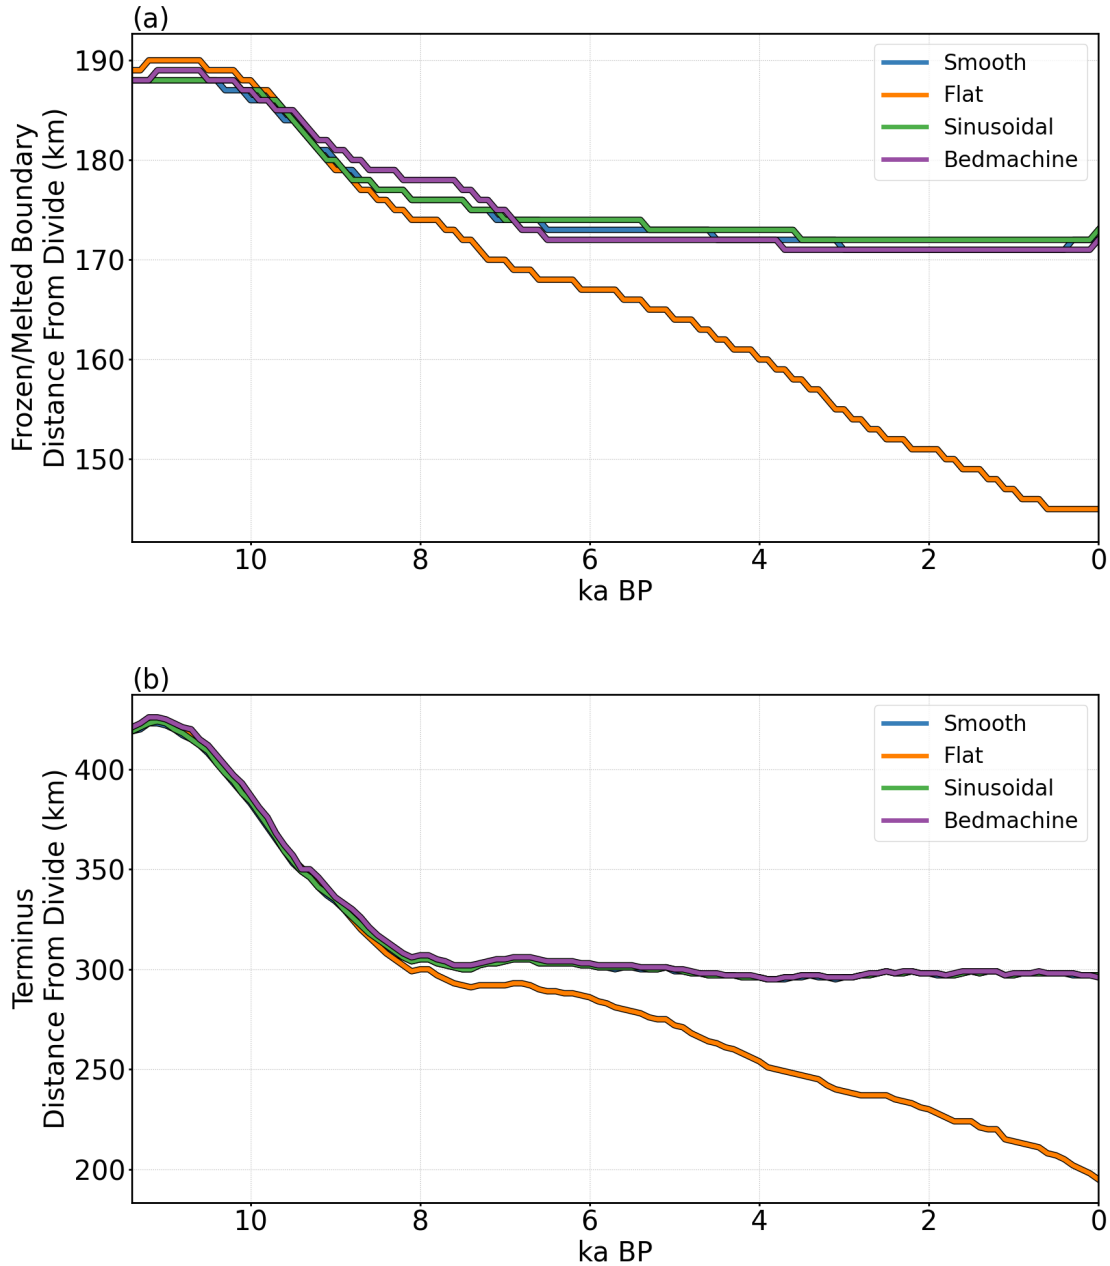 (a)
190
180
170
160
150
Frozen/Melted Boundary
Distance From Divide (km)
Smooth
Flat
Sinusoidal
Bedmachine
10 8 6 4 2 0
ka BP
(b)
400
350
300
250
200
Terminus
Distance From Divide (km)
Smooth
Flat
Sinusoidal
Bedmachine
10 8 6 4 2 0
ka BP